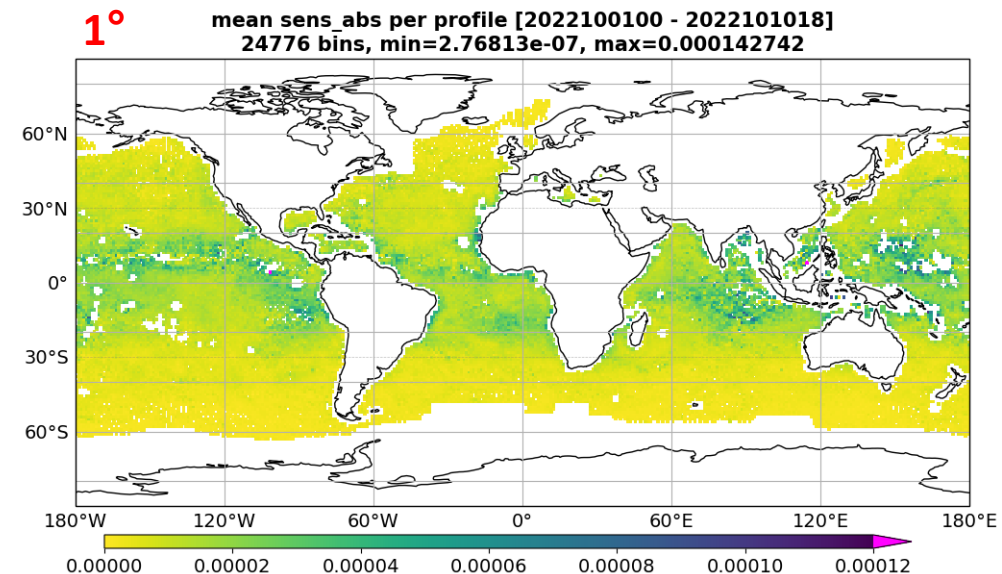 1°
mean sens_abs per profile [2022100100 - 2022101018]
24776 bins, min=2.76813e-07, max=0.000142742
60°N
30°N
0°
30°S
60°S
180°W 120°W 60°W 0° 60°E 120°E 180°E
0.00000 0.00002 0.00004 0.00006 0.00008 0.00010 0.00012